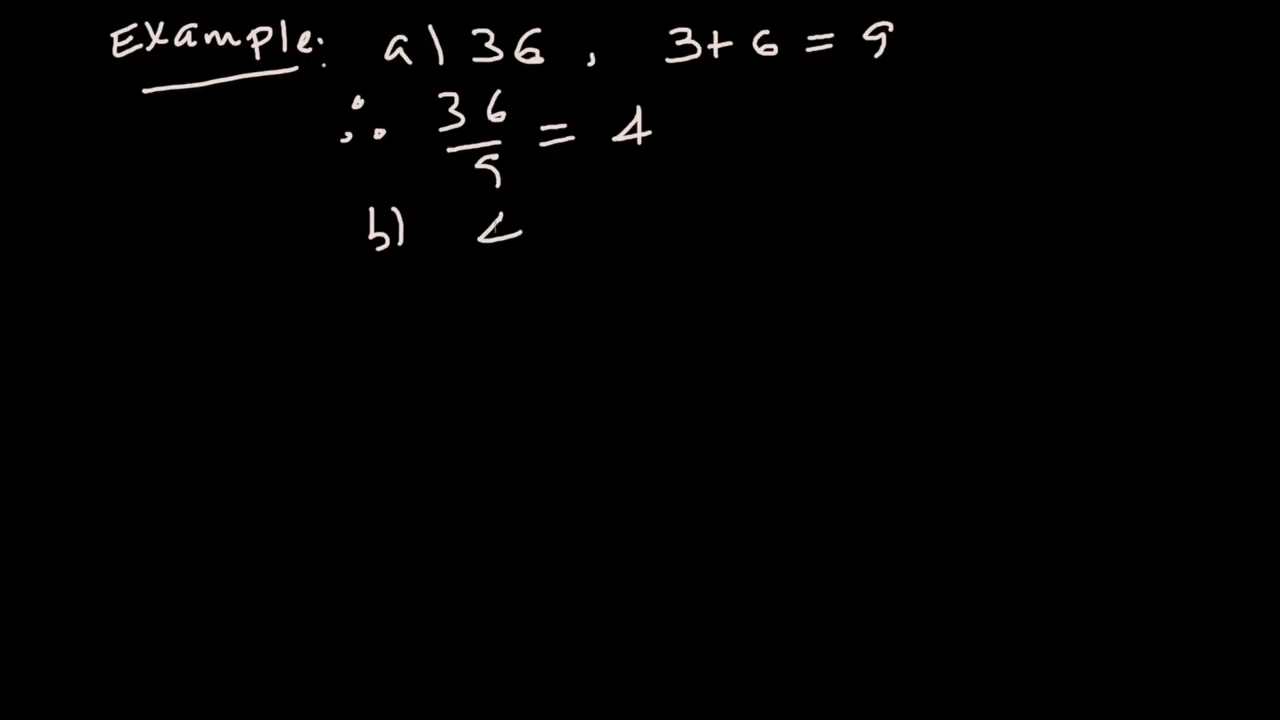 Example: a) 36 , 3+6 = 9
∴ 36/9 = 4
b)